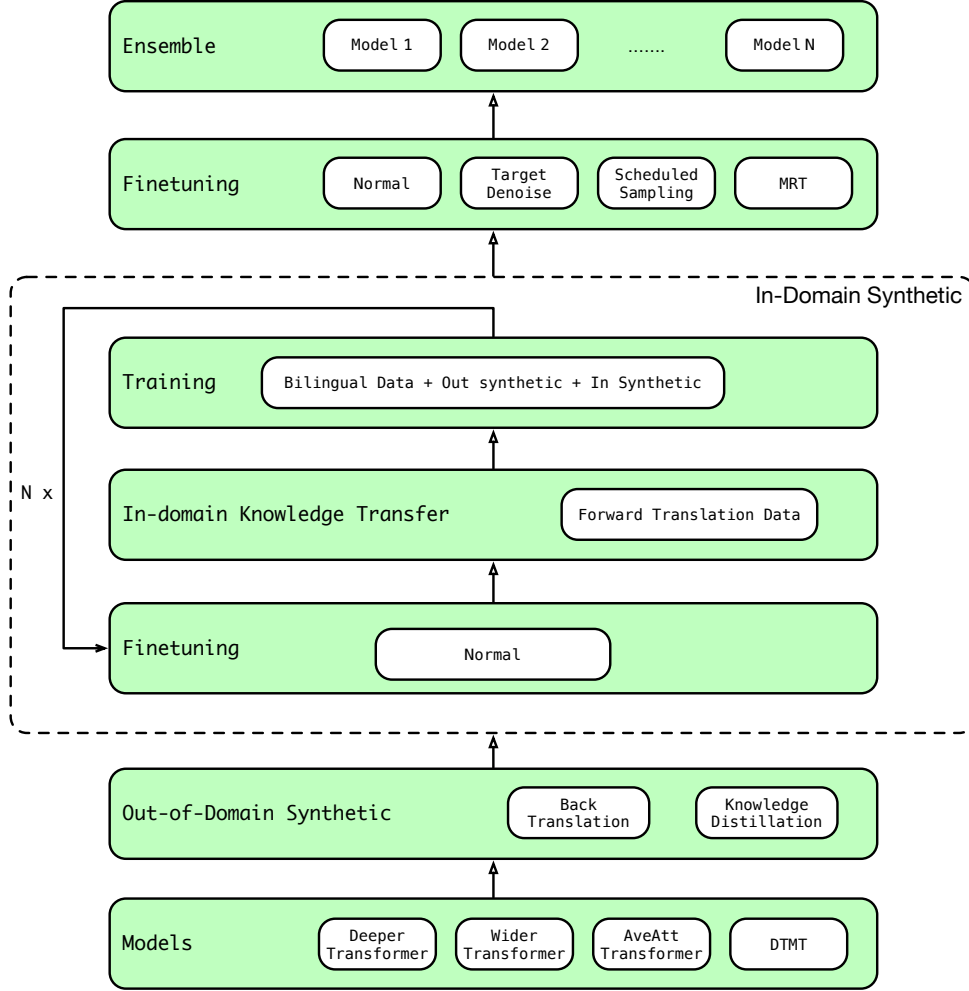 Ensemble
Model 1
Model 2
.......
Model N
Finetuning
Normal
Target
Denoise
Scheduled
Sampling
MRT
In-Domain Synthetic
Training
Bilingual Data + Out synthetic + In Synthetic
N x
In-domain Knowledge Transfer
Forward Translation Data
Finetuning
Normal
Out-of-Domain Synthetic
Back
Translation
Knowledge
Distillation
Models
Deeper
Transformer
Wider
Transformer
AveAtt
Transformer
DTMT